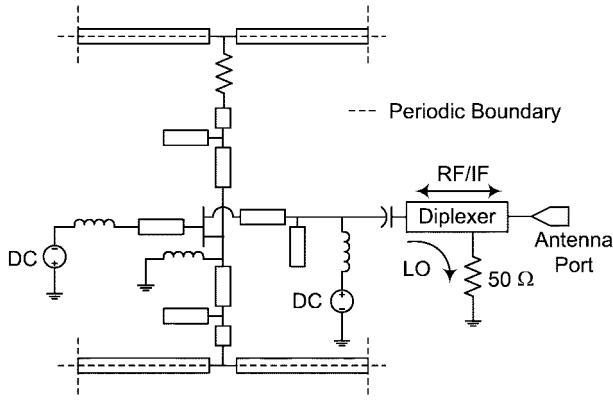 --- Periodic Boundary
RF/IF
Diplexer
Antenna
Port
LO
50 Ω
DC
DC
- +
+ -